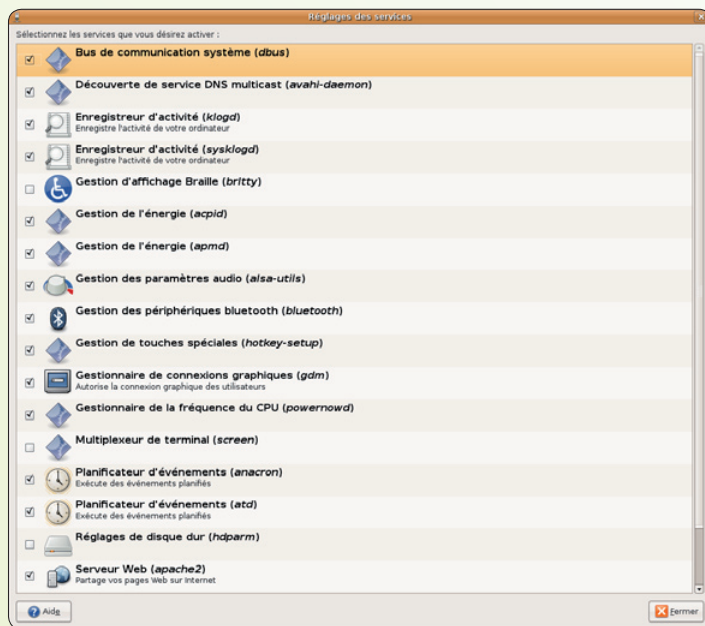 Réglages des services
Sélectionnez les services que vous désirez activer :
Bus de communication système (dbus)
Découverte de service DNS multicast (avahi-daemon)
Enregistreur d'activité (klogd)
Enregistre l'activité de votre ordinateur
Enregistreur d'activité (sysklogd)
Enregistre l'activité de votre ordinateur
Gestion d'affichage Braille (brltty)
Gestion de l'énergie (acpid)
Gestion de l'énergie (apmd)
Gestion des paramètres audio (alsa-utils)
Gestion des périphériques bluetooth (bluetooth)
Gestion de touches spéciales (hotkey-setup)
Gestionnaire de connexions graphiques (gdm)
Autorise la connexion graphique des utilisateurs
Gestionnaire de la fréquence du CPU (powernowd)
Multiplexeur de terminal (screen)
Planificateur d'événements (anacron)
Exécute des événements planifiés
Planificateur d'événements (atd)
Exécute des événements planifiés
Réglages de disque dur (hdparm)
Serveur Web (apache2)
Partage vos pages Web sur Internet
Aide
Fermer